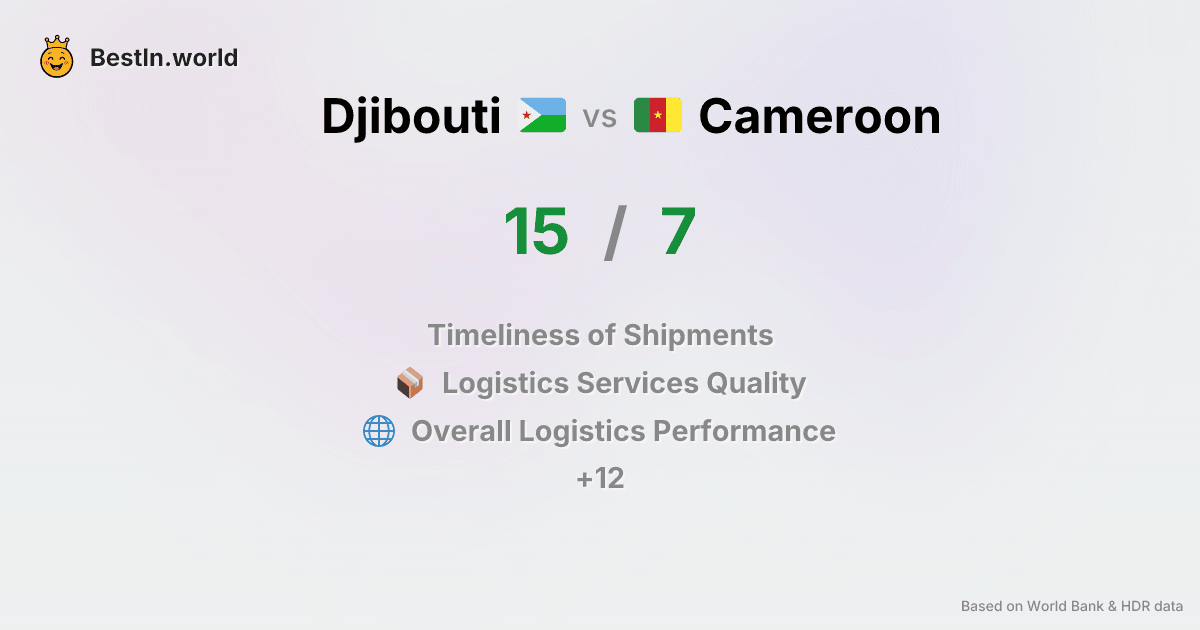 BestIn.world
Djibouti vs Cameroon
15 / 7
Timeliness of Shipments
Logistics Services Quality
Overall Logistics Performance
+12
Based on World Bank & HDR data